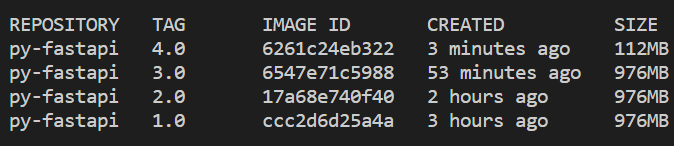 REPOSITORY TAG IMAGE ID CREATED SIZE
py-fastapi 4.0 6261c24eb322 3 minutes ago 112MB
py-fastapi 3.0 6547e71c5988 53 minutes ago 976MB
py-fastapi 2.0 17a68e740f40 2 hours ago 976MB
py-fastapi 1.0 ccc2d6d25a4a 3 hours ago 976MB